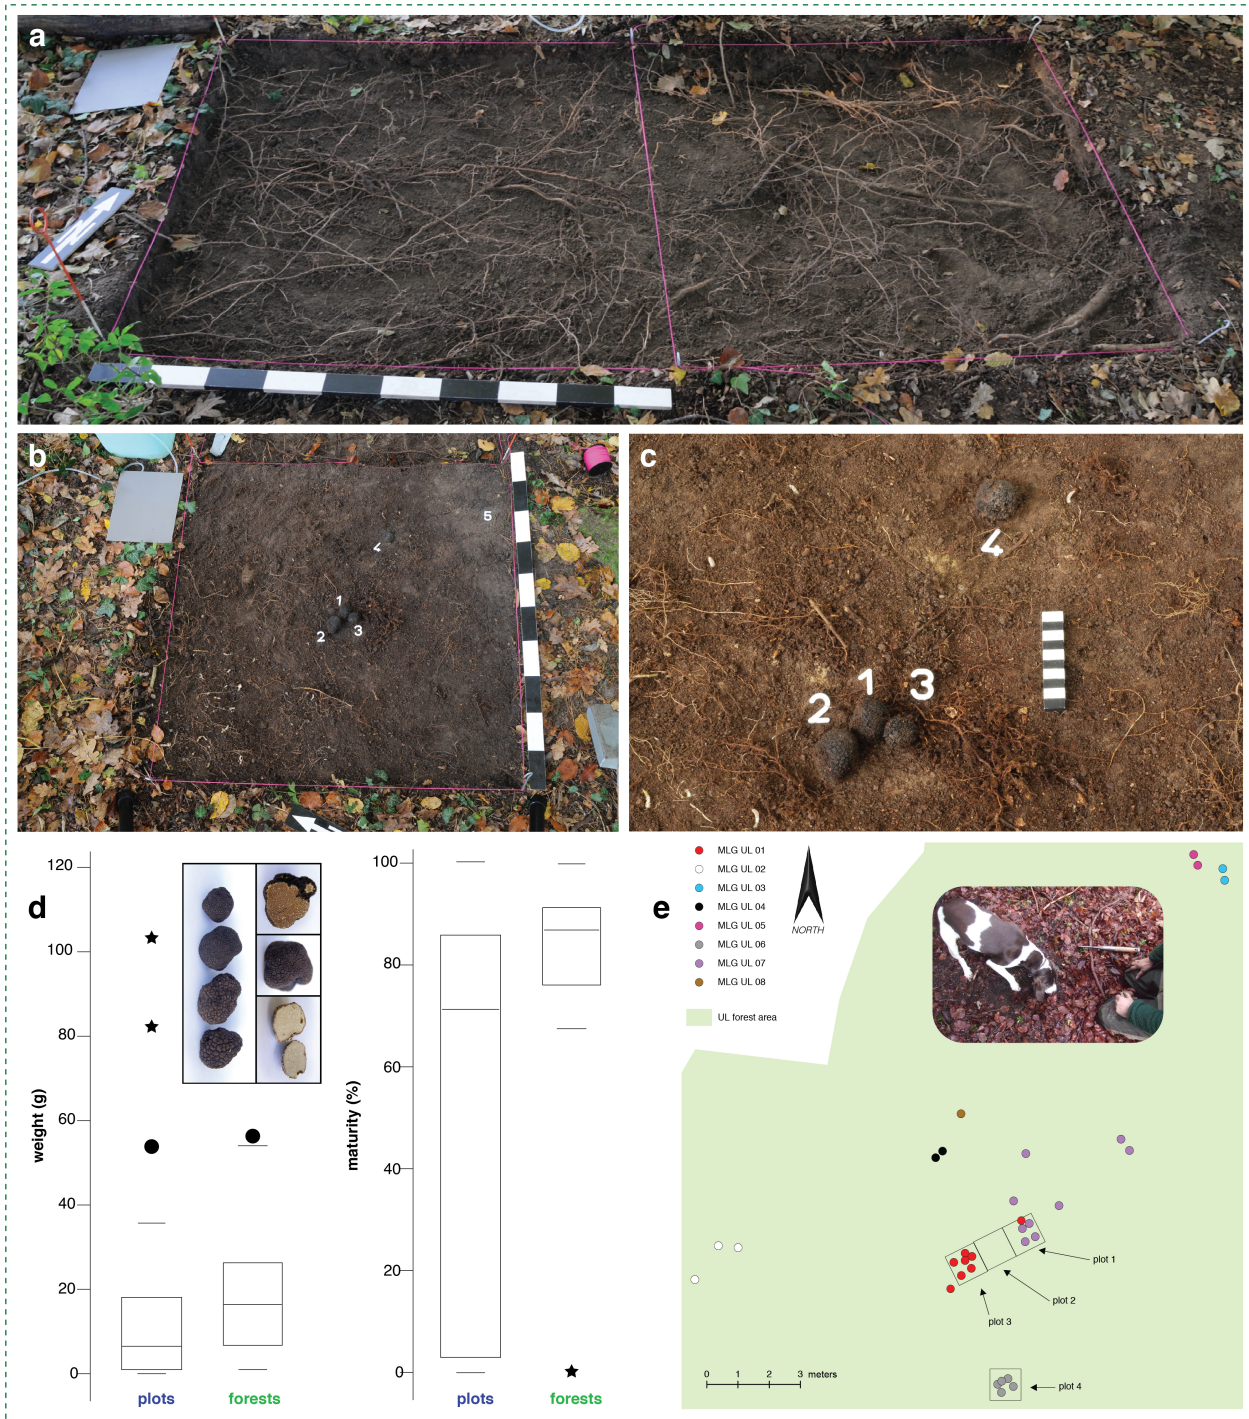 a
b
5
4
1
2
3
c
4
1
3
2
d
120
100
80
60
40
20
0
weight (g)
plots
forests
100
80
60
40
20
0
maturity (%)
plots
forests
e
MLG UL 01
MLG UL 02
MLG UL 03
MLG UL 04
MLG UL 05
MLG UL 06
MLG UL 07
MLG UL 08
UL forest area
NORTH
plot 1
plot 2
plot 3
0 1 2 3 meters
plot 4